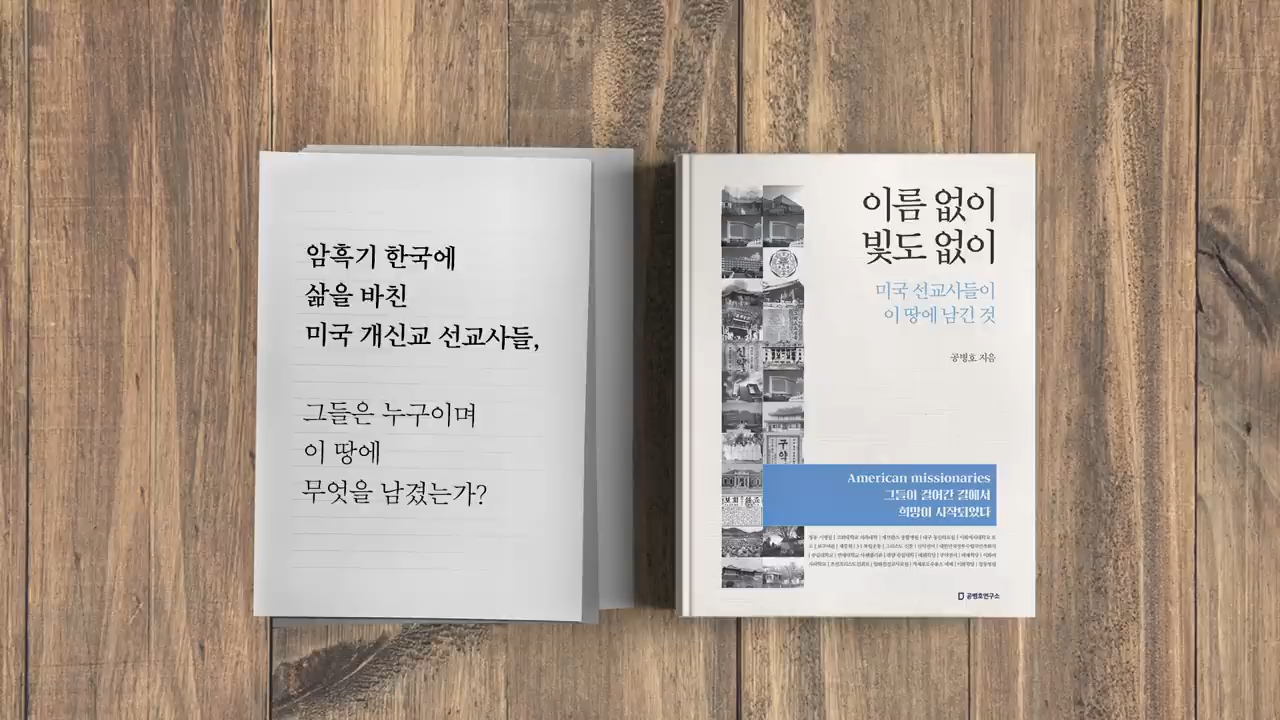 암흑기 한국에
삶을 바친
미국 개신교 선교사들,
그들은 누구이며
이 땅에
무엇을 남겼는가?
이름 없이
빛도 없이
미국 선교사들이
이 땅에 남긴 것
공병호 지음
신약
구약
American missionaries
그들이 걸어간 길에서
희망이 시작되었다
공병호연구소